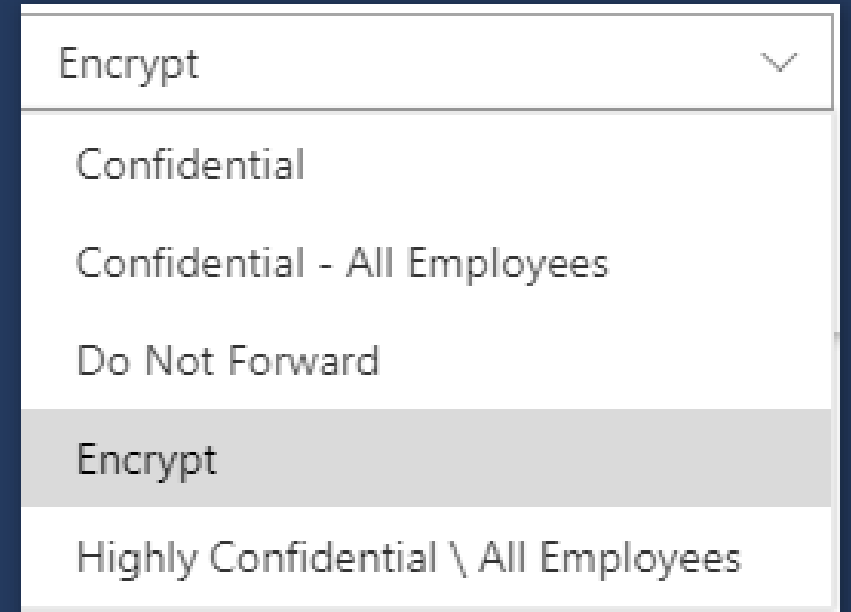 Encrypt
Confidential
Confidential - All Employees
Do Not Forward
Encrypt
Highly Confidential \ All Employees